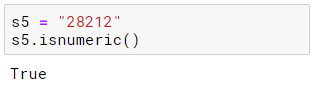 s5 = "28212"
s5.isnumeric()
True